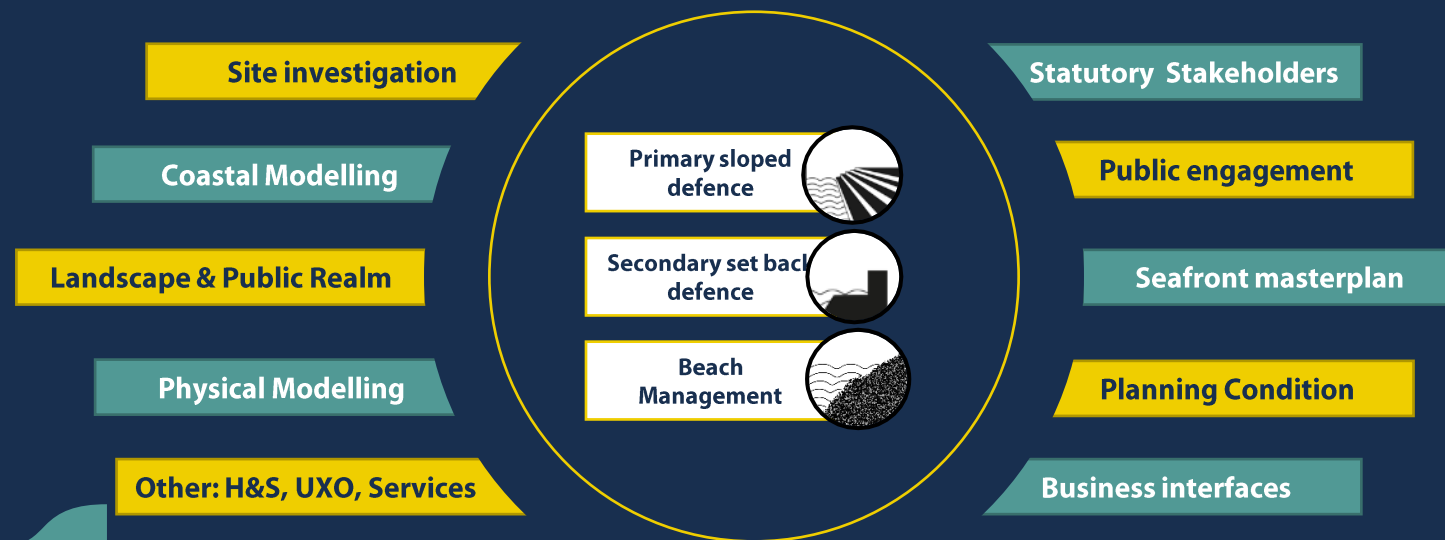 Site investigation
Coastal Modelling
Landscape & Public Realm
Physical Modelling
Other: H&S, UXO, Services
Primary sloped
defence
Secondary set back
defence
Beach
Management
Statutory Stakeholders
Public engagement
Seafront masterplan
Planning Condition
Business interfaces